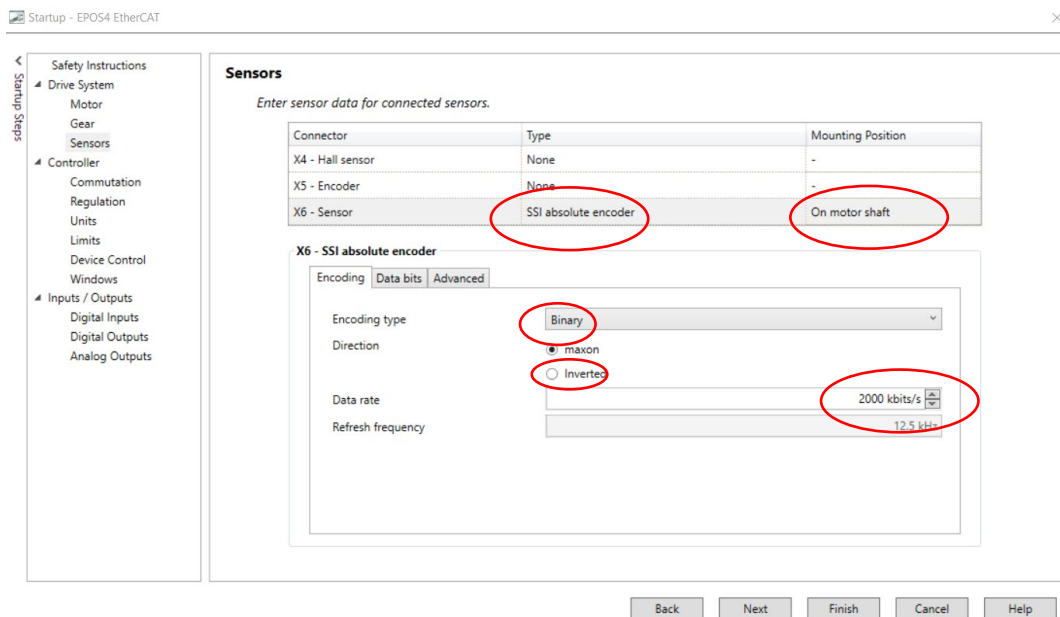 Startup - EPOS4 EtherCAT
Startup Steps
Safety Instructions
Drive System
Motor
Gear
Sensors
Controller
Commutation
Regulation
Units
Limits
Device Control
Windows
Inputs / Outputs
Digital Inputs
Digital Outputs
Analog Outputs
Sensors
Enter sensor data for connected sensors.
Connector Type Mounting Position
X4 - Hall sensor None -
X5 - Encoder None -
X6 - Sensor SSI absolute encoder On motor shaft
X6 - SSI absolute encoder
Encoding Data bits Advanced
Encoding type Binary
Direction maxon
Inverted
Data rate 2000 kbits/s
Refresh frequency 12.5 kHz
Back Next Finish Cancel Help